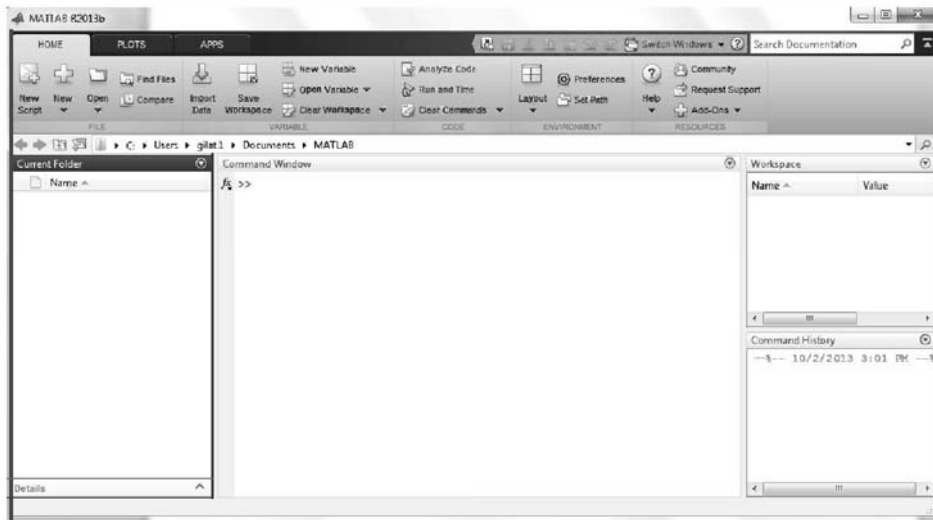 MATLAB R2013b
HOME PLOTS APPS Switch Windows Search Documentation
New Script New Open Find Files Compare Import Data Save Workspace New Variable Open Variable Clear Workspace Analyze Code Run and Time Clear Commands Layout Preferences Set Path Help Community Request Support Add-Ons
FILE VARIABLE CODE ENVIRONMENT RESOURCES
C: Users gilat.1 Documents MATLAB
Current Folder
Name
Details
Command Window
fx >>
Workspace
Name Value
Command History
--%-- 10/2/2013 3:01 PM --%